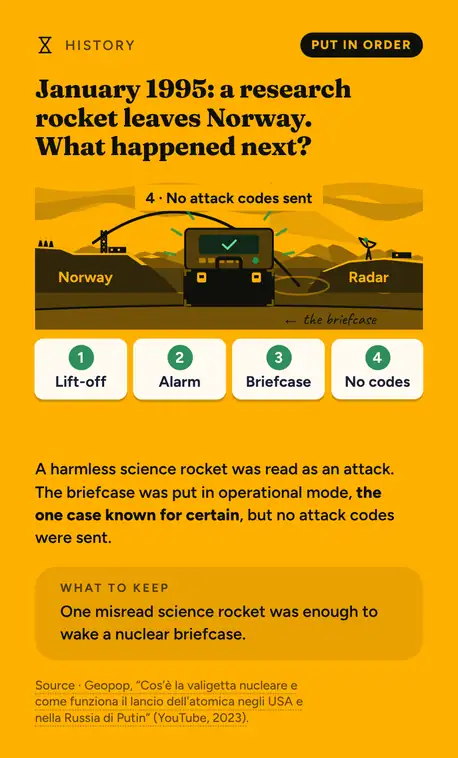 HISTORY
PUT IN ORDER
January 1995: a research
rocket leaves Norway.
What happened next?
4 · No attack codes sent
Norway
Radar
← the briefcase
1
Lift-off
2
Alarm
3
Briefcase
4
No codes
A harmless science rocket was read as an attack.
The briefcase was put in operational mode, the
one case known for certain, but no attack codes
were sent.
WHAT TO KEEP
One misread science rocket was enough to
wake a nuclear briefcase.
Source · Geopop, “Cos'è la valigetta nucleare e
come funziona il lancio dell'atomica negli USA e
nella Russia di Putin” (YouTube, 2023).